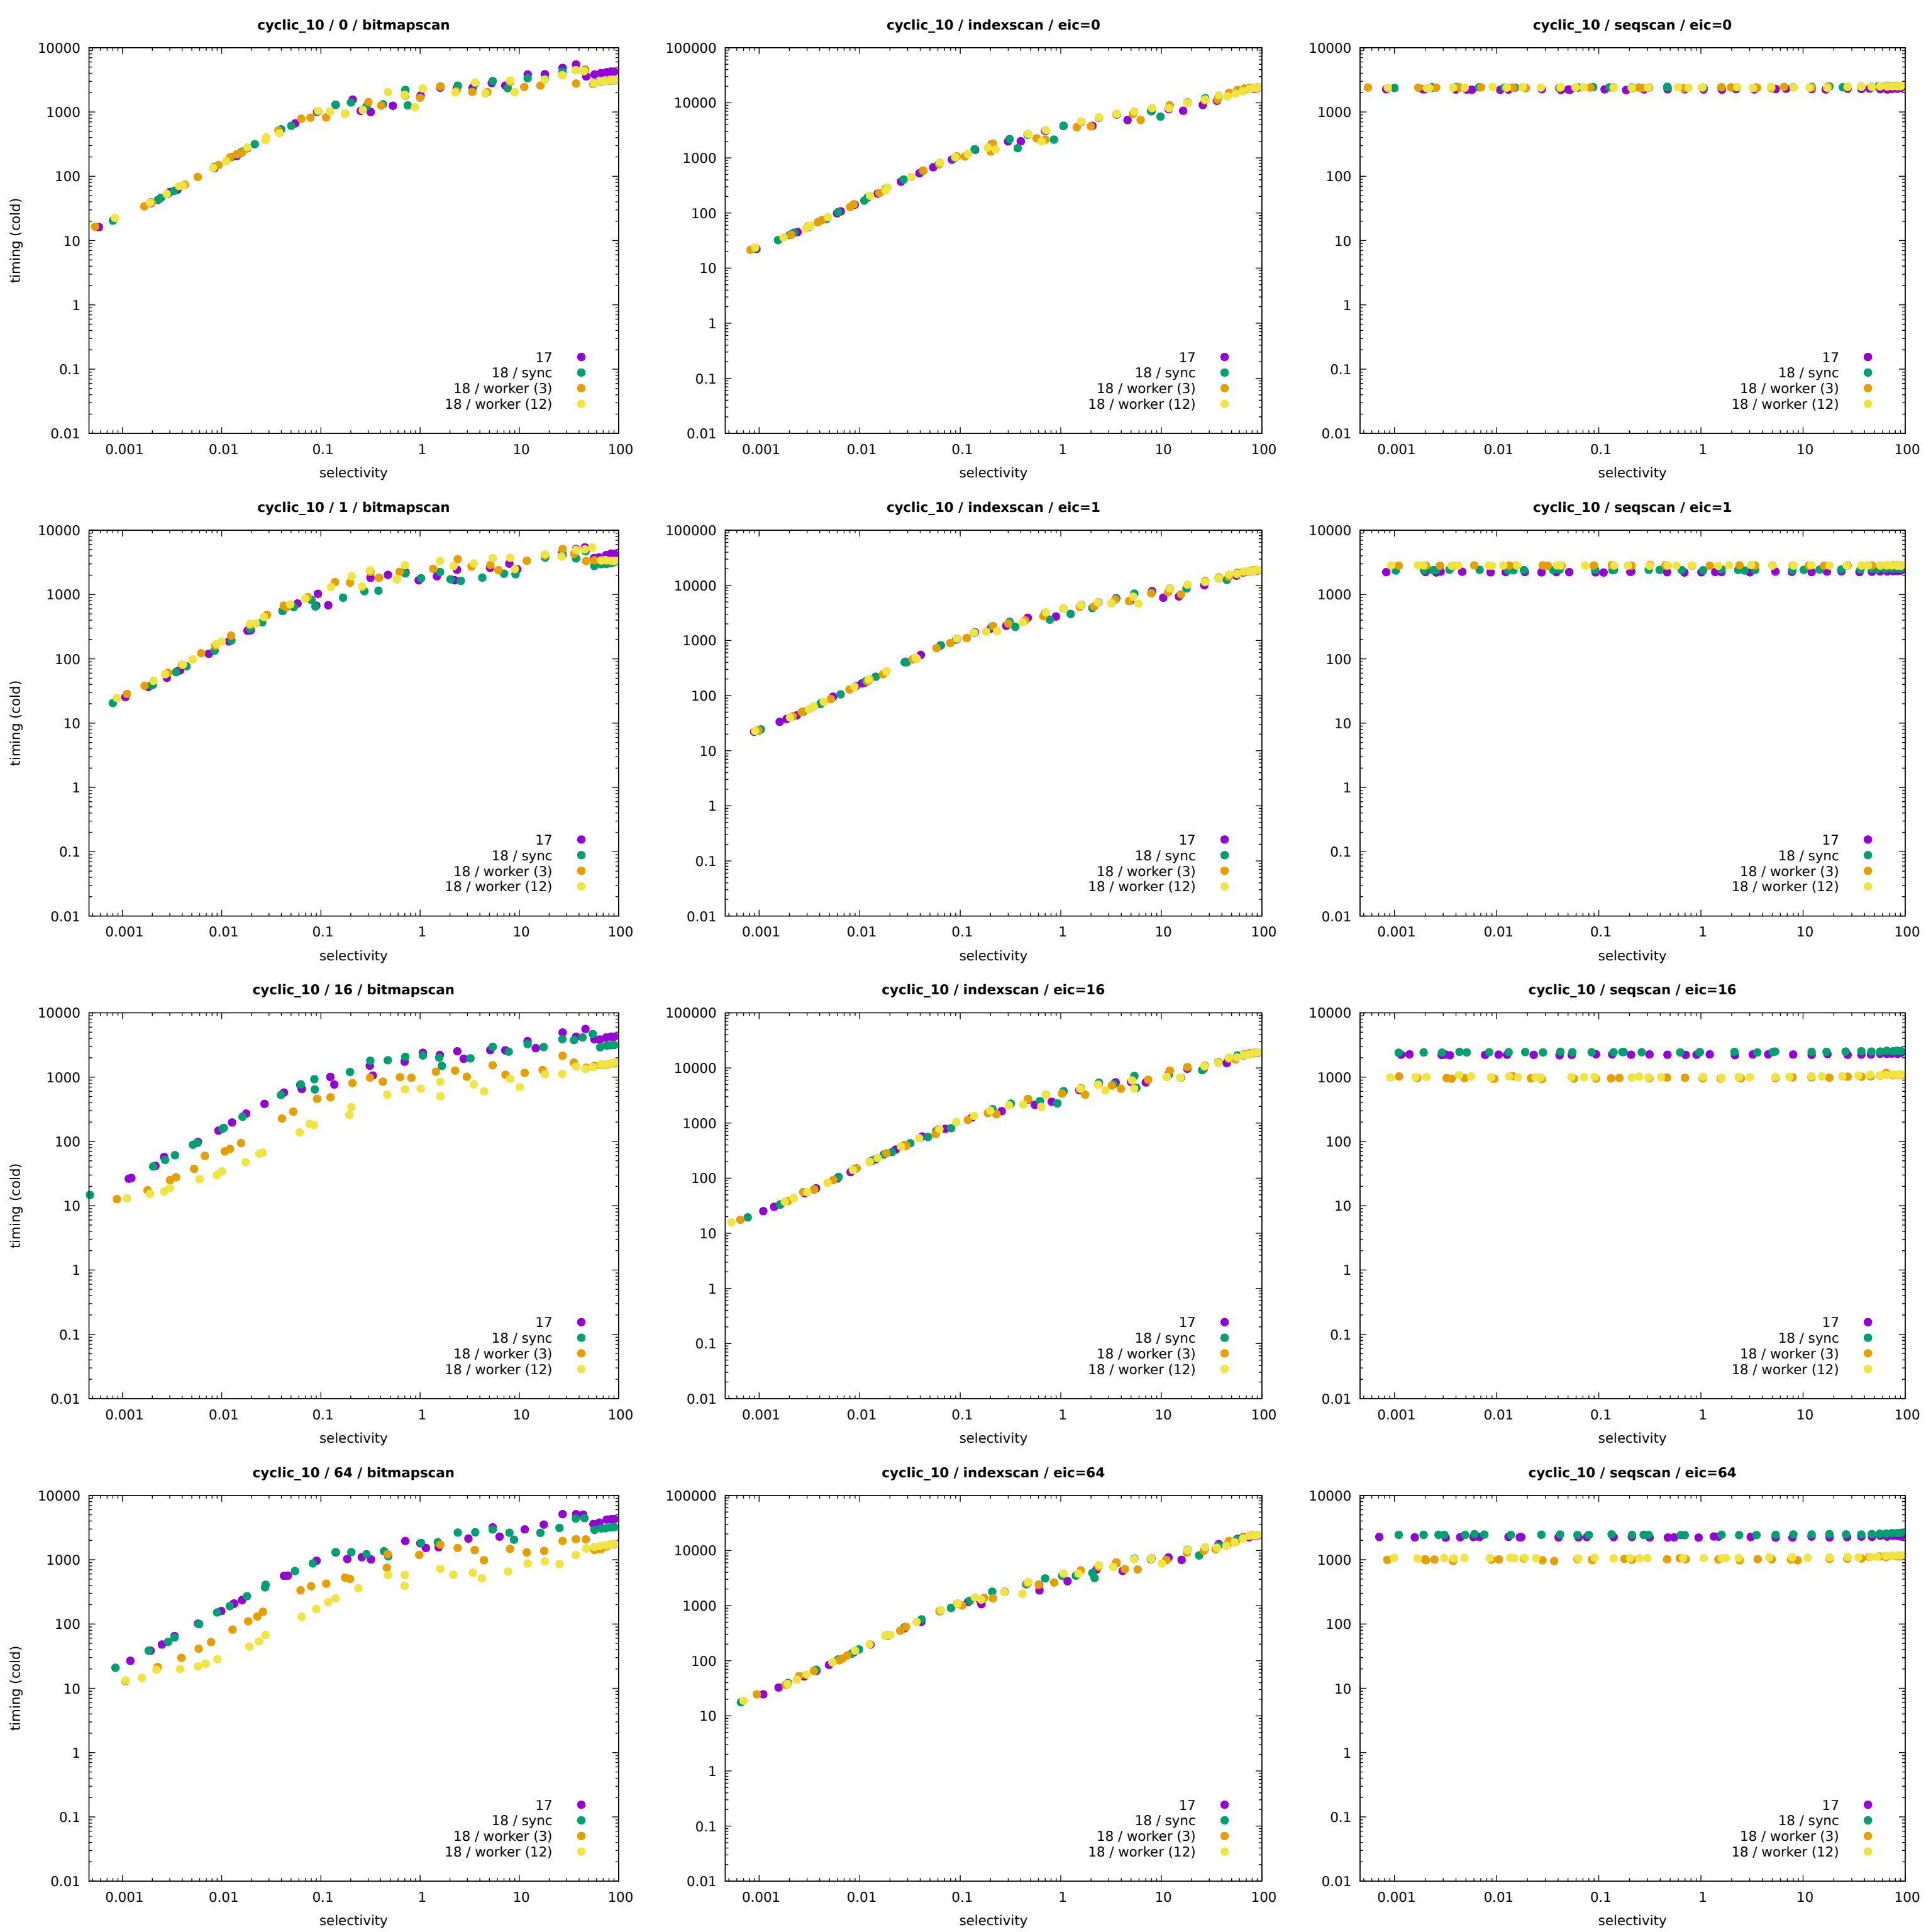 cyclic_10 / 0 / bitmapscan
10000
1000
100
10
1
0.1
0.01
timing (cold)
0.001 0.01 0.1 1 10 100
selectivity
17
18 / sync
18 / worker (3)
18 / worker (12)
cyclic_10 / indexscan / eic=0
100000
10000
1000
100
10
1
0.1
0.01
0.001 0.01 0.1 1 10 100
selectivity
17
18 / sync
18 / worker (3)
18 / worker (12)
cyclic_10 / seqscan / eic=0
10000
1000
100
10
1
0.1
0.01
0.001 0.01 0.1 1 10 100
selectivity
17
18 / sync
18 / worker (3)
18 / worker (12)
cyclic_10 / 1 / bitmapscan
10000
1000
100
10
1
0.1
0.01
timing (cold)
0.001 0.01 0.1 1 10 100
selectivity
17
18 / sync
18 / worker (3)
18 / worker (12)
cyclic_10 / indexscan / eic=1
100000
10000
1000
100
10
1
0.1
0.01
0.001 0.01 0.1 1 10 100
selectivity
17
18 / sync
18 / worker (3)
18 / worker (12)
cyclic_10 / seqscan / eic=1
10000
1000
100
10
1
0.1
0.01
0.001 0.01 0.1 1 10 100
selectivity
17
18 / sync
18 / worker (3)
18 / worker (12)
cyclic_10 / 16 / bitmapscan
10000
1000
100
10
1
0.1
0.01
timing (cold)
0.001 0.01 0.1 1 10 100
selectivity
17
18 / sync
18 / worker (3)
18 / worker (12)
cyclic_10 / indexscan / eic=16
100000
10000
1000
100
10
1
0.1
0.01
0.001 0.01 0.1 1 10 100
selectivity
17
18 / sync
18 / worker (3)
18 / worker (12)
cyclic_10 / seqscan / eic=16
10000
1000
100
10
1
0.1
0.01
0.001 0.01 0.1 1 10 100
selectivity
17
18 / sync
18 / worker (3)
18 / worker (12)
cyclic_10 / 64 / bitmapscan
10000
1000
100
10
1
0.1
0.01
timing (cold)
0.001 0.01 0.1 1 10 100
selectivity
17
18 / sync
18 / worker (3)
18 / worker (12)
cyclic_10 / indexscan / eic=64
100000
10000
1000
100
10
1
0.1
0.01
0.001 0.01 0.1 1 10 100
selectivity
17
18 / sync
18 / worker (3)
18 / worker (12)
cyclic_10 / seqscan / eic=64
10000
1000
100
10
1
0.1
0.01
0.001 0.01 0.1 1 10 100
selectivity
17
18 / sync
18 / worker (3)
18 / worker (12)